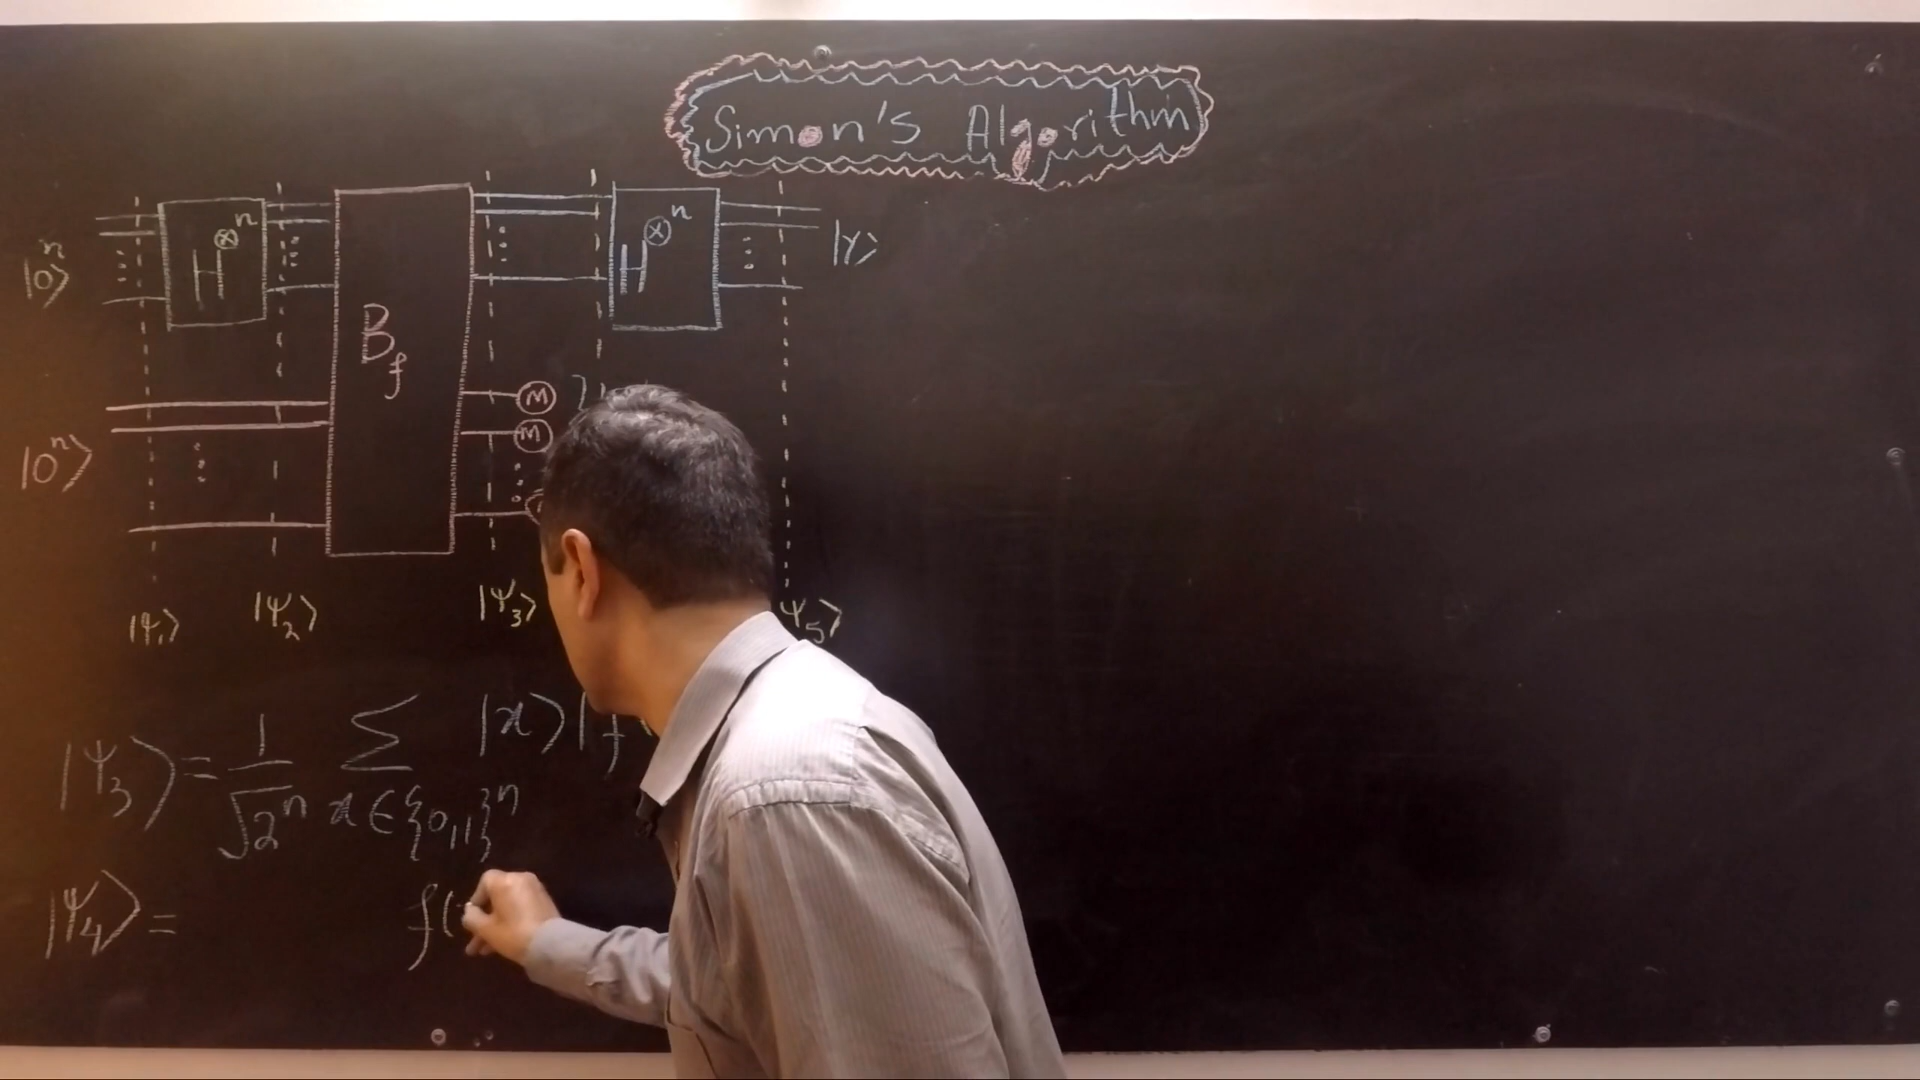 Simon's Algorithm
|0⟩ⁿ H^⊗n H^⊗n |Y⟩
B_f
M
|0ⁿ⟩ M
|ψ₁⟩ |ψ₂⟩ |ψ₃⟩ ψ₅⟩
|ψ₃⟩ = 1/√2ⁿ Σ x∈{0,1}ⁿ |x⟩|f
|ψ₄⟩ = f(